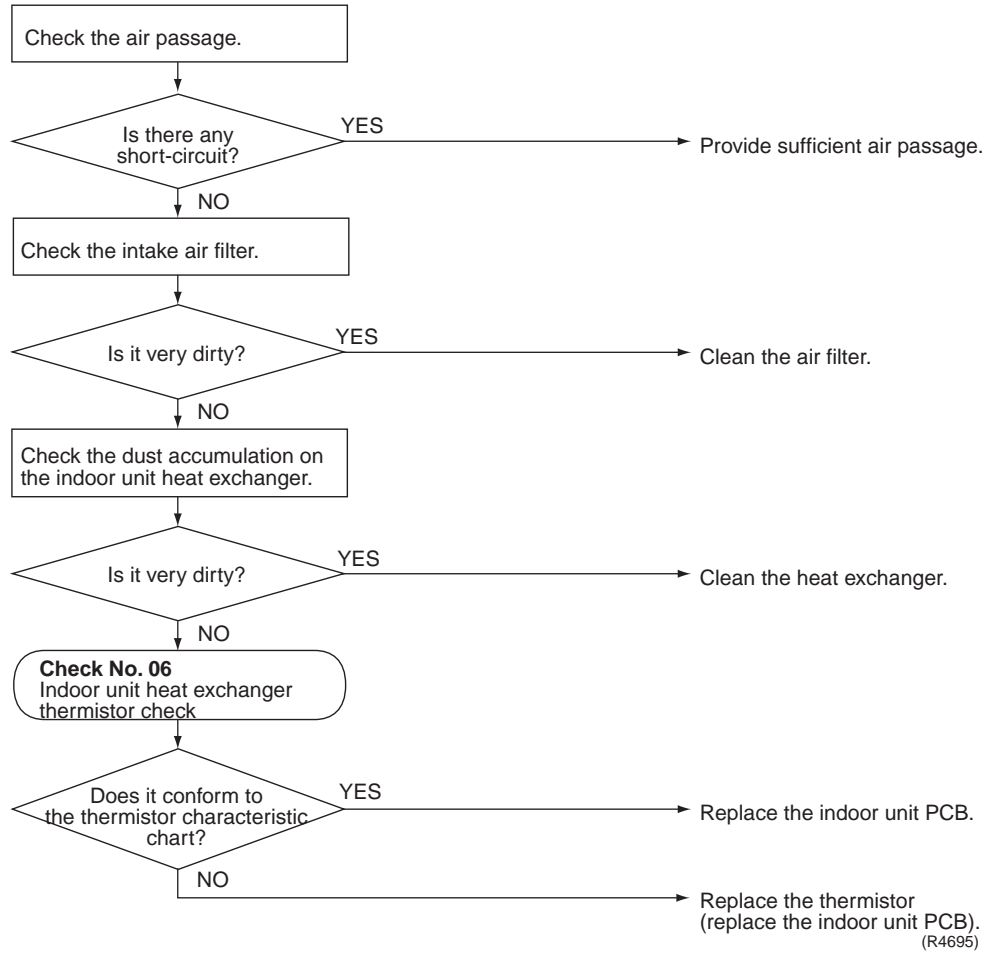 Check the air passage.
Is there any
short-circuit?
YES
Provide sufficient air passage.
NO
Check the intake air filter.
Is it very dirty?
YES
Clean the air filter.
NO
Check the dust accumulation on
the indoor unit heat exchanger.
Is it very dirty?
YES
Clean the heat exchanger.
NO
Check No. 06
Indoor unit heat exchanger
thermistor check
Does it conform to
the thermistor characteristic
chart?
YES
Replace the indoor unit PCB.
NO
Replace the thermistor
(replace the indoor unit PCB).
(R4695)